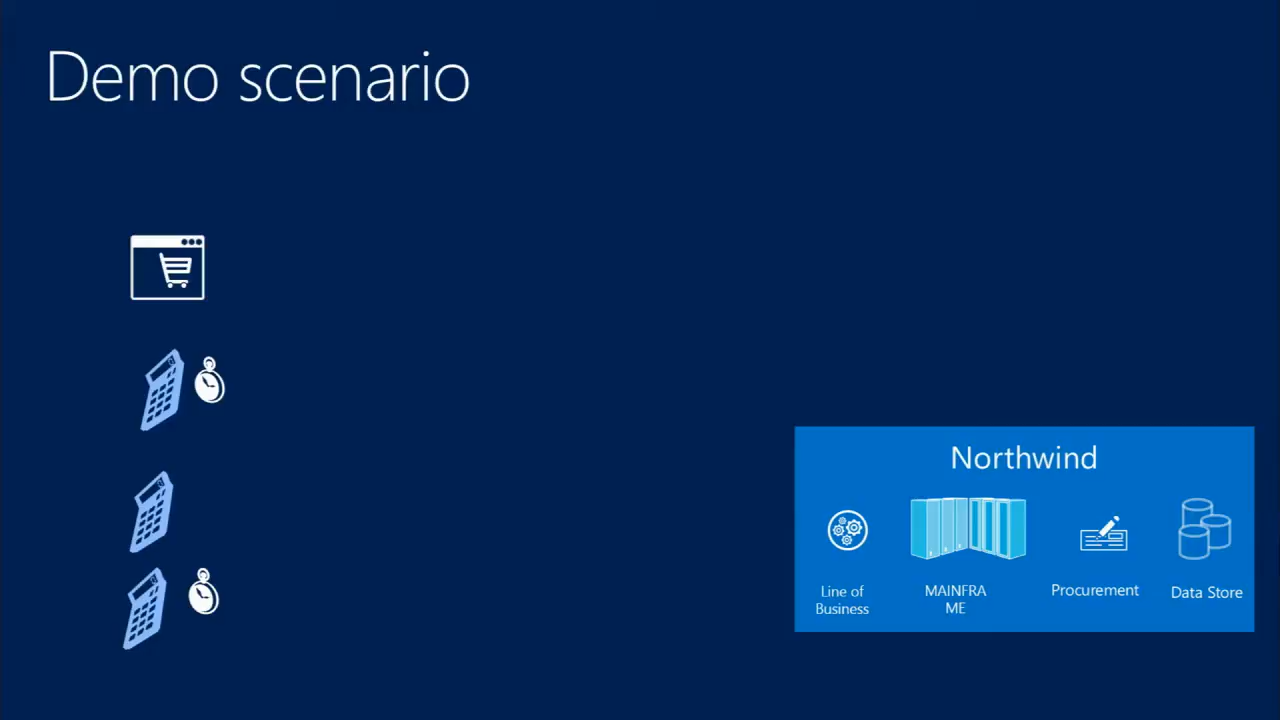 Demo scenario
Northwind
Line of
Business
MAINFRA
ME
Procurement
Data Store